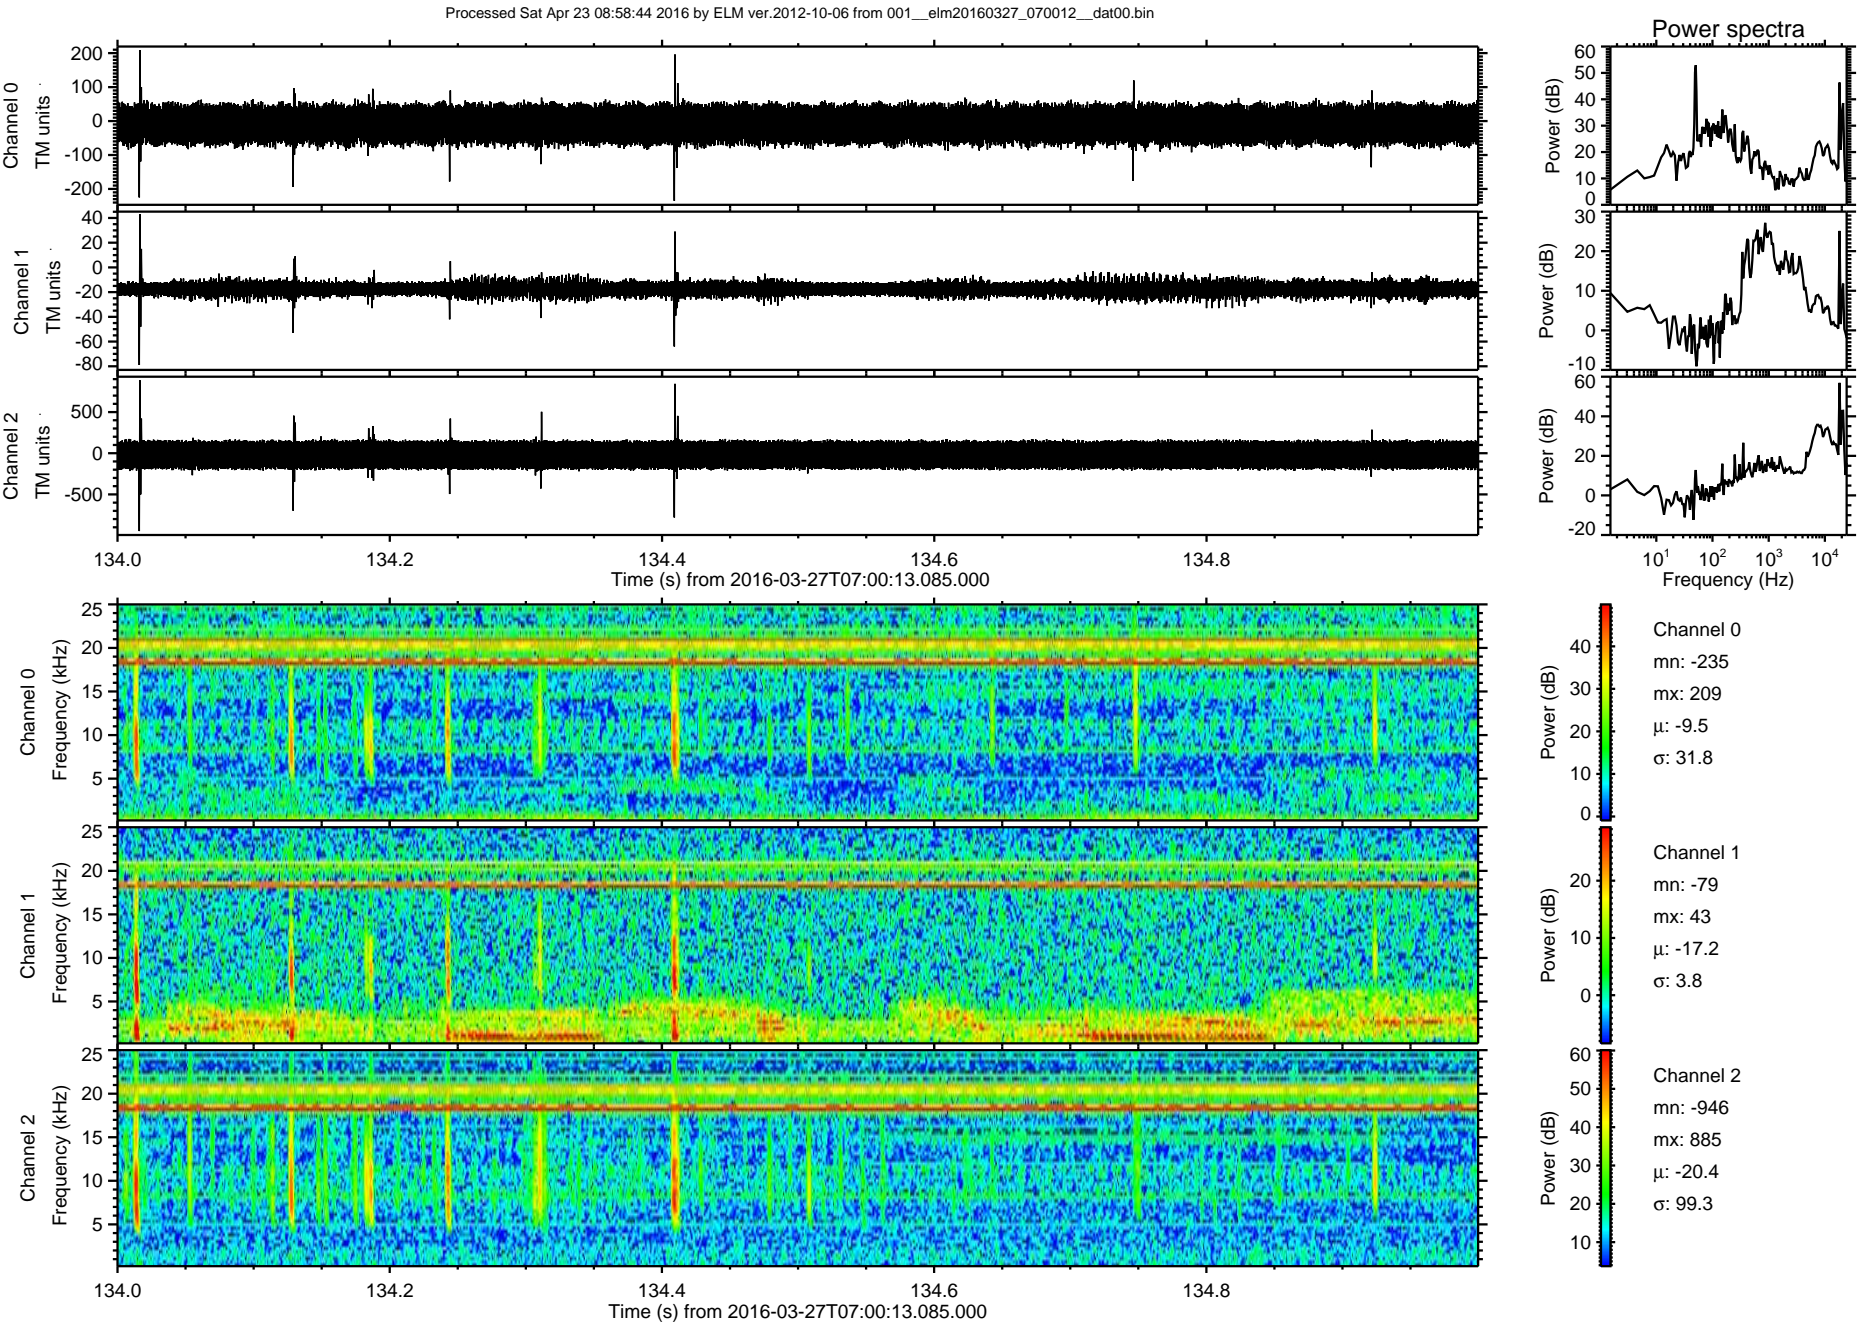 Processed Sat Apr 23 08:58:44 2016 by ELM ver.2012-10-06 from 001__elm20160327_070012__dat00.bin
Power spectra
Channel 0
TM units
200
100
0
-100
-200
Power (dB)
60
50
40
30
20
10
0
Channel 1
TM units
40
20
0
-20
-40
-60
-80
Power (dB)
30
20
10
0
-10
Channel 2
TM units
500
0
-500
Power (dB)
60
40
20
0
-20
134.0 134.2 134.4 134.6 134.8
Time (s) from 2016-03-27T07:00:13.085.000
10^1 10^2 10^3 10^4
Frequency (Hz)
Channel 0
Frequency (kHz)
25
20
15
10
5
Power (dB)
40
30
20
10
0
Channel 0
mn: -235
mx: 209
μ: -9.5
σ: 31.8
Channel 1
Frequency (kHz)
25
20
15
10
5
Power (dB)
20
10
0
Channel 1
mn: -79
mx: 43
μ: -17.2
σ: 3.8
Channel 2
Frequency (kHz)
25
20
15
10
5
Power (dB)
60
50
40
30
20
10
Channel 2
mn: -946
mx: 885
μ: -20.4
σ: 99.3
134.0 134.2 134.4 134.6 134.8
Time (s) from 2016-03-27T07:00:13.085.000